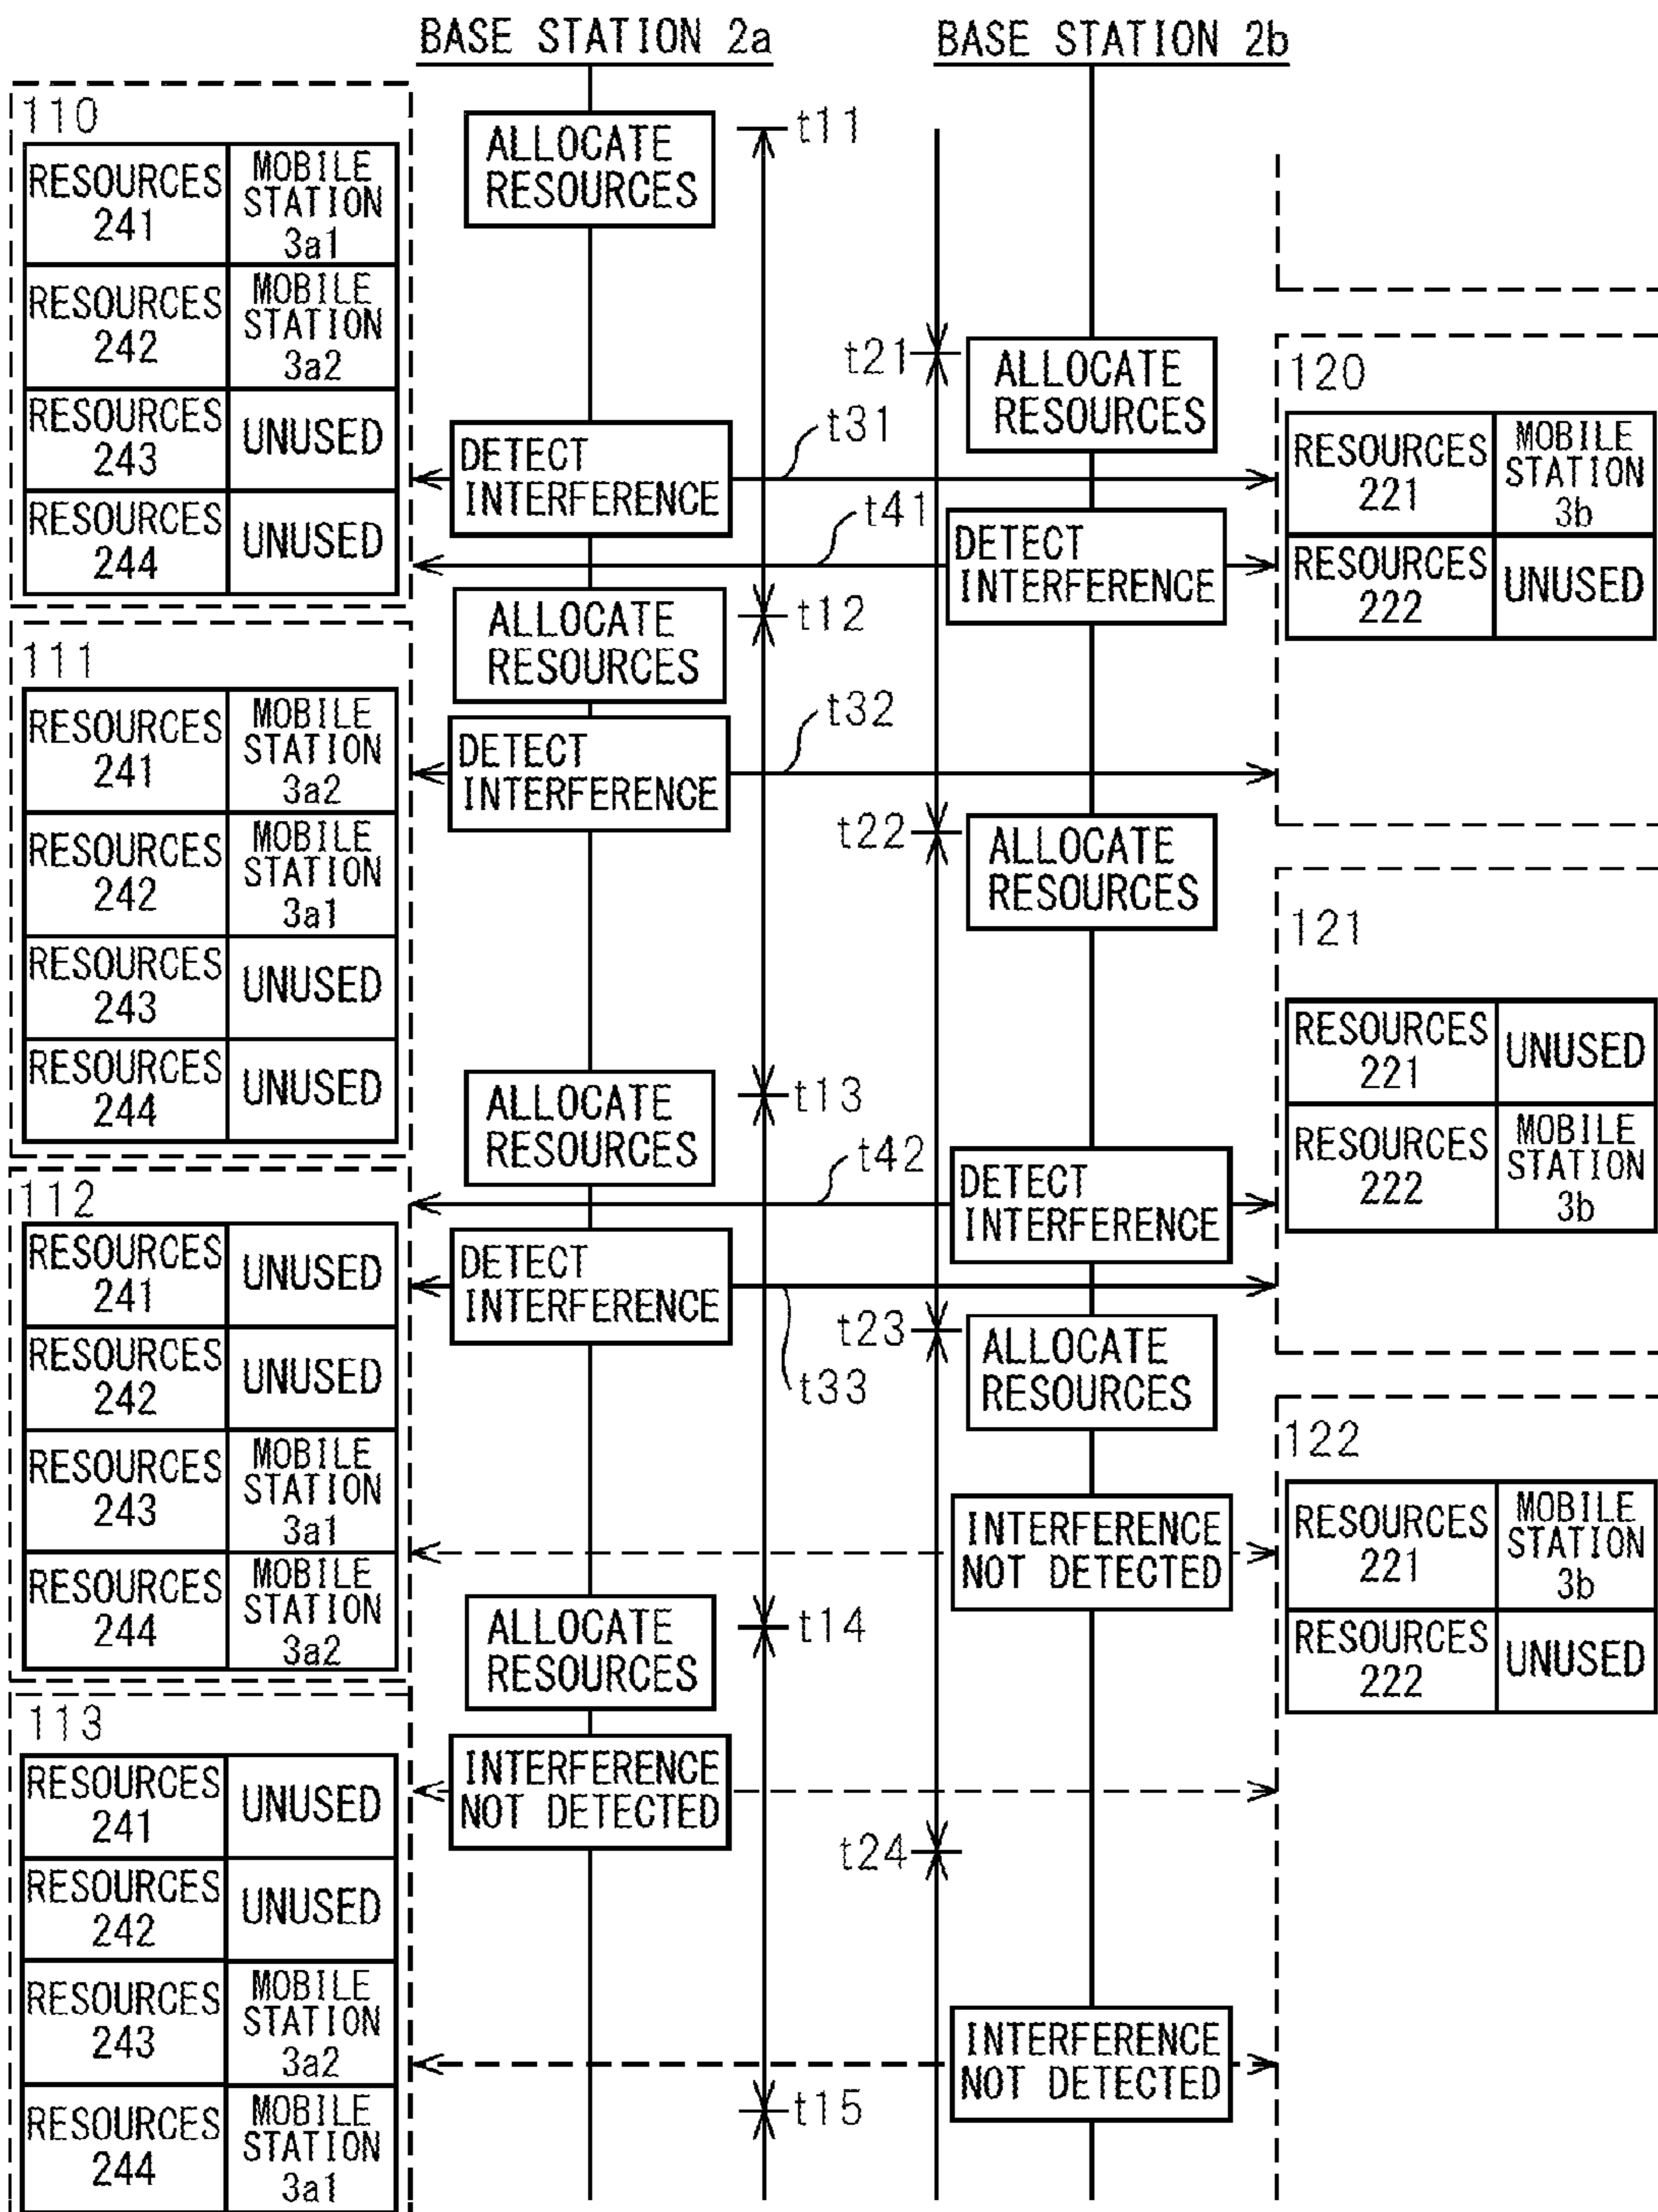 BASE STATION 2a
BASE STATION 2b
110
RESOURCES
241
MOBILE
STATION
3a1
RESOURCES
242
MOBILE
STATION
3a2
RESOURCES
243
UNUSED
RESOURCES
244
UNUSED
111
RESOURCES
241
MOBILE
STATION
3a2
RESOURCES
242
MOBILE
STATION
3a1
RESOURCES
243
UNUSED
RESOURCES
244
UNUSED
112
RESOURCES
241
UNUSED
RESOURCES
242
UNUSED
RESOURCES
243
MOBILE
STATION
3a1
RESOURCES
244
MOBILE
STATION
3a2
113
RESOURCES
241
UNUSED
RESOURCES
242
UNUSED
RESOURCES
243
MOBILE
STATION
3a2
RESOURCES
244
MOBILE
STATION
3a1
ALLOCATE
RESOURCES
DETECT
INTERFERENCE
ALLOCATE
RESOURCES
DETECT
INTERFERENCE
ALLOCATE
RESOURCES
DETECT
INTERFERENCE
ALLOCATE
RESOURCES
INTERFERENCE
NOT DETECTED
t11
t31
t41
t12
t32
t13
t42
t33
t14
t15
t21
t22
t23
t24
ALLOCATE
RESOURCES
DETECT
INTERFERENCE
ALLOCATE
RESOURCES
DETECT
INTERFERENCE
ALLOCATE
RESOURCES
INTERFERENCE
NOT DETECTED
INTERFERENCE
NOT DETECTED
120
RESOURCES
221
MOBILE
STATION
3b
RESOURCES
222
UNUSED
121
RESOURCES
221
UNUSED
RESOURCES
222
MOBILE
STATION
3b
122
RESOURCES
221
MOBILE
STATION
3b
RESOURCES
222
UNUSED